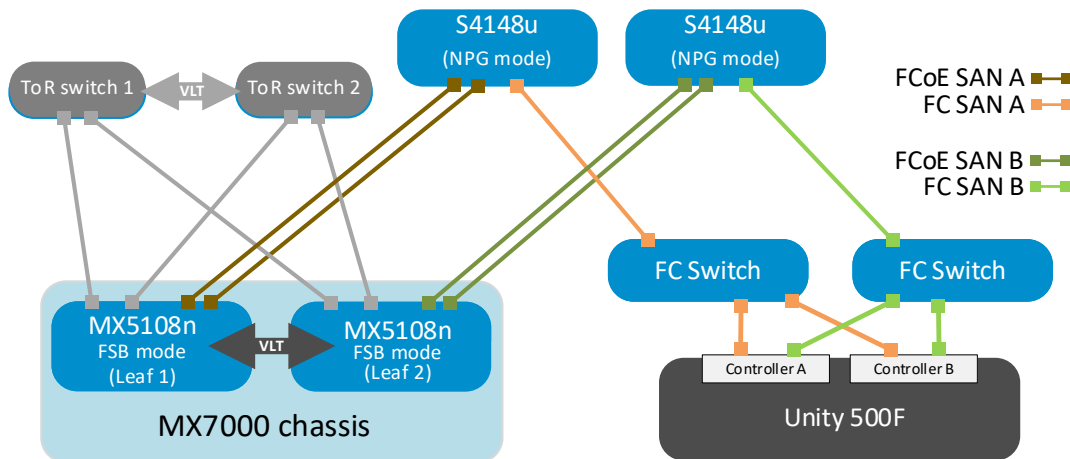 S4148u
(NPG mode)
S4148u
(NPG mode)
ToR switch 1
VLT
ToR switch 2
FCoE SAN A
FC SAN A
FCoE SAN B
FC SAN B
FC Switch
FC Switch
MX5108n
FSB mode
(Leaf 1)
VLT
MX5108n
FSB mode
(Leaf 2)
MX7000 chassis
Controller A
Controller B
Unity 500F